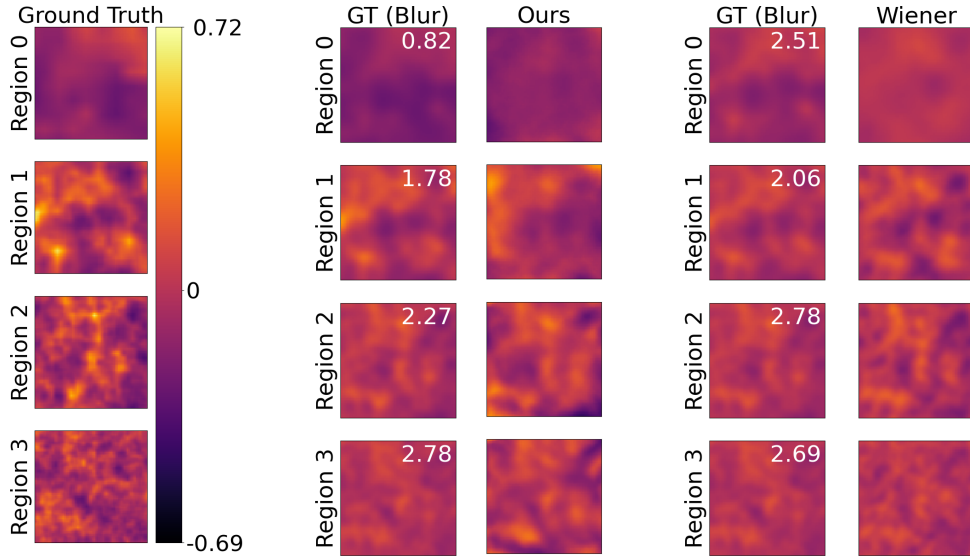 Ground Truth
GT (Blur)
Ours
GT (Blur)
Wiener
Region 0
0.72
Region 0
0.82
Region 0
2.51
Region 1
Region 1
1.78
Region 1
2.06
0
Region 2
Region 2
2.27
Region 2
2.78
Region 3
-0.69
Region 3
2.78
Region 3
2.69